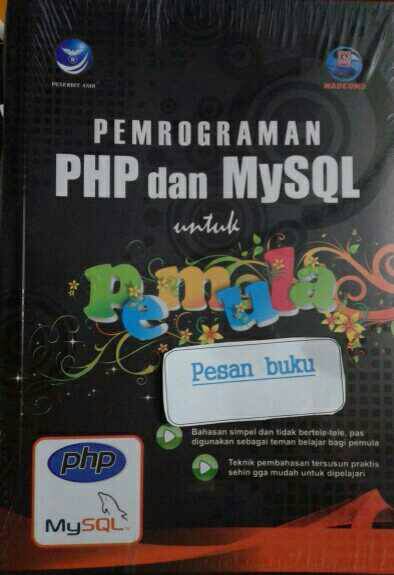 PENERBIT ANDI
MADCOMS
PEMROGRAMAN
PHP dan MySQL
untuk
Pemula
Pesan buku
Bahasan simpel dan tidak bertele-tele, pas
digunakan sebagai teman belajar bagi pemula
Teknik pembahasan tersusun praktis
sehin gga mudah untuk dipelajari
php
MySQL